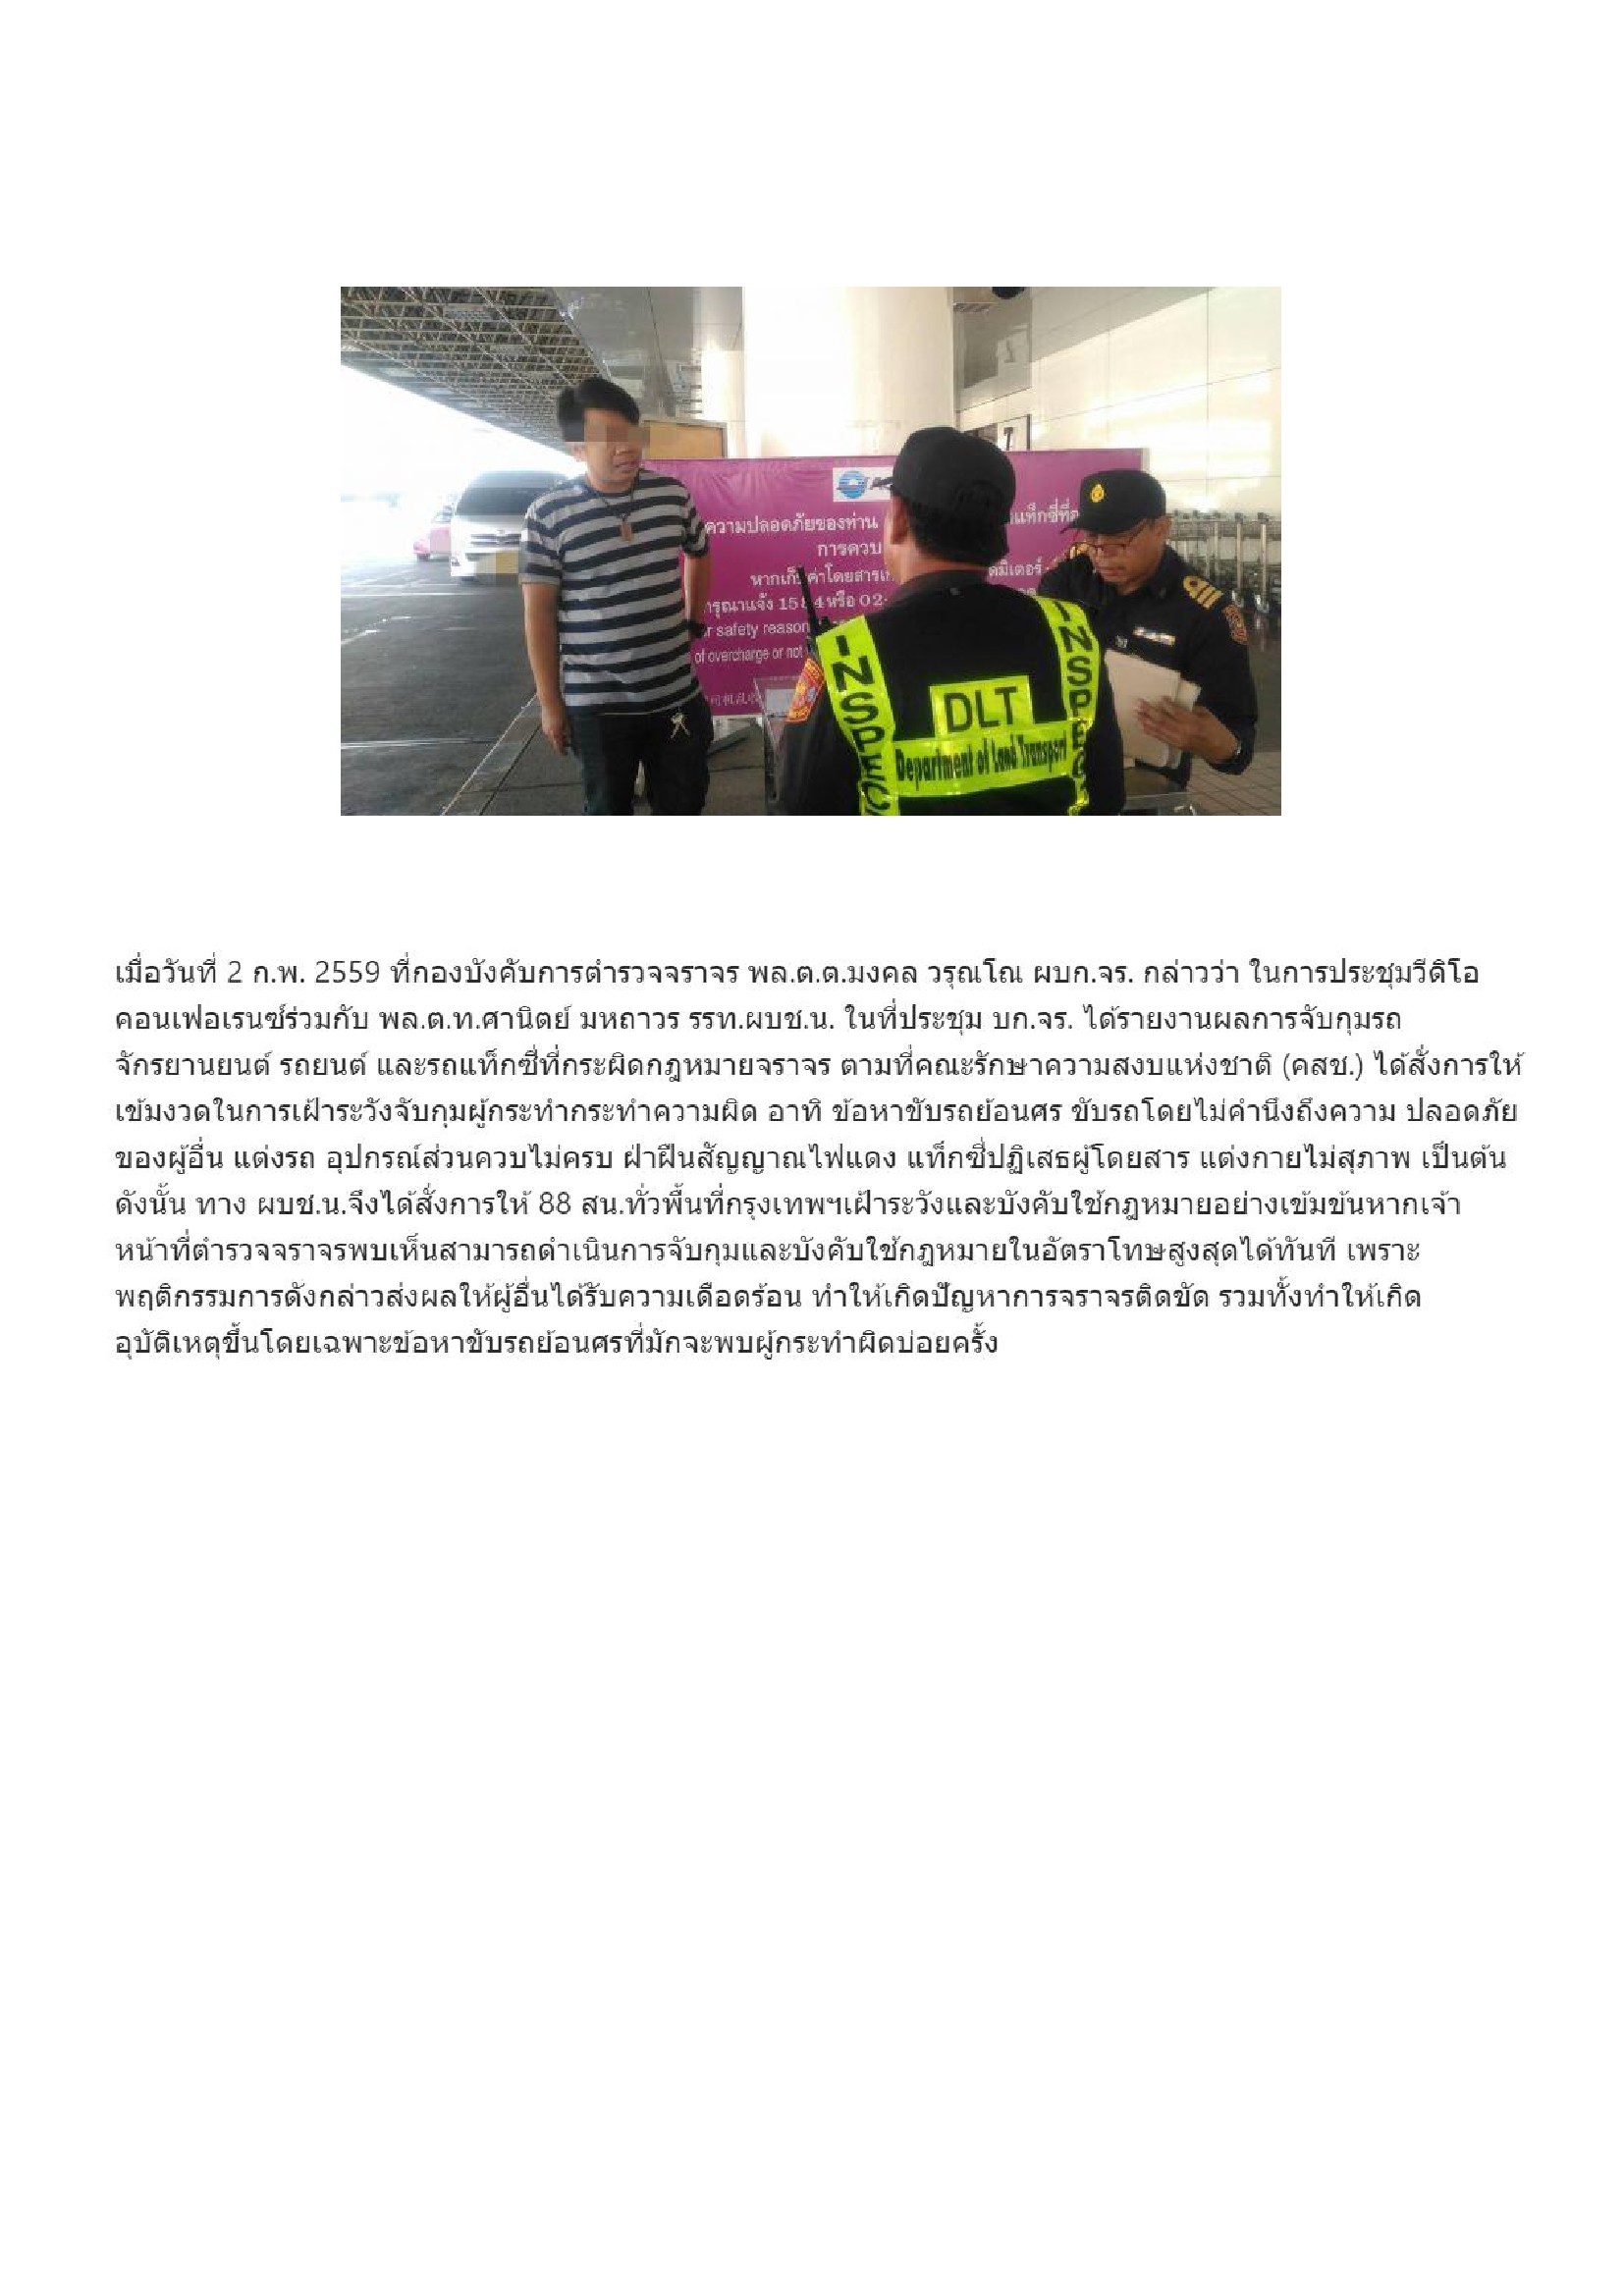 ความปลอดภัยของท่าน
การควบ
หากเก็
ค่าโดยสาร
กรุณาแจ้ง 15 4 หรือ 02-
safety reason
of overcharge or not
INSPEC
DLT
Department of Land Transport
INSPEC
เมื่อวันที่ 2 ก.พ. 2559 ที่กองบังคับการตำรวจจราจร พล.ต.ต.มงคล วรุณโณ ผบก.จร. กล่าวว่า ในการประชุมวีดิโอ
คอนเฟอเรนซ์ร่วมกับ พล.ต.ท.ศานิตย์ มหถาวร รรท.ผบช.น. ในที่ประชุม บก.จร. ได้รายงานผลการจับกุมรถ
จักรยานยนต์ รถยนต์ และรถแท็กซี่ที่กระผิดกฎหมายจราจร ตามที่คณะรักษาความสงบแห่งชาติ (คสช.) ได้สั่งการให้
เข้มงวดในการเฝ้าระวังจับกุมผู้กระทำกระทำความผิด อาทิ ข้อหาขับรถย้อนศร ขับรถโดยไม่คำนึงถึงความ ปลอดภัย
ของผู้อื่น แต่งรถ อุปกรณ์ส่วนควบไม่ครบ ฝ่าฝืนสัญญาณไฟแดง แท็กซี่ปฏิเสธผู้โดยสาร แต่งกายไม่สุภาพ เป็นต้น
ดังนั้น ทาง ผบช.น.จึงได้สั่งการให้ 88 สน.ทั่วพื้นที่กรุงเทพฯเฝ้าระวังและบังคับใช้กฎหมายอย่างเข้มข้นหากเจ้า
หน้าที่ตำรวจจราจรพบเห็นสามารถดำเนินการจับกุมและบังคับใช้กฎหมายในอัตราโทษสูงสุดได้ทันที เพราะ
พฤติกรรมการดังกล่าวส่งผลให้ผู้อื่นได้รับความเดือดร้อน ทำให้เกิดปัญหาการจราจรติดขัด รวมทั้งทำให้เกิด
อุบัติเหตุขึ้นโดยเฉพาะข้อหาขับรถย้อนศรที่มักจะพบผู้กระทำผิดบ่อยครั้ง